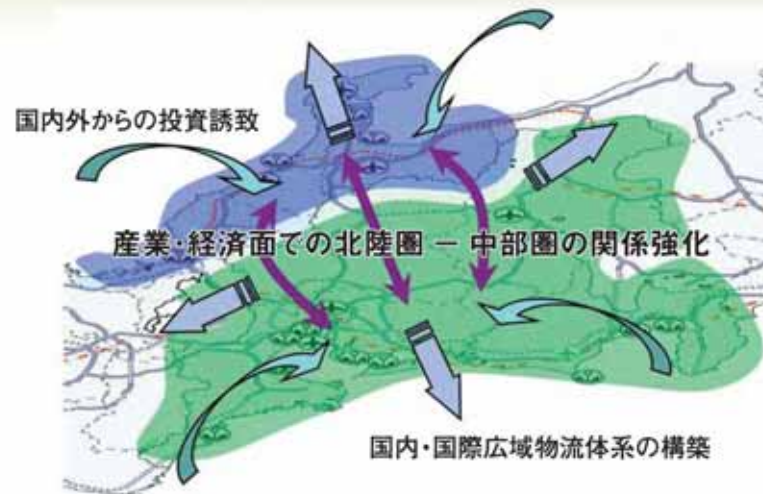 国内外からの投資誘致
産業・経済面での北陸圏 － 中部圏の関係強化
国内・国際広域物流体系の構築